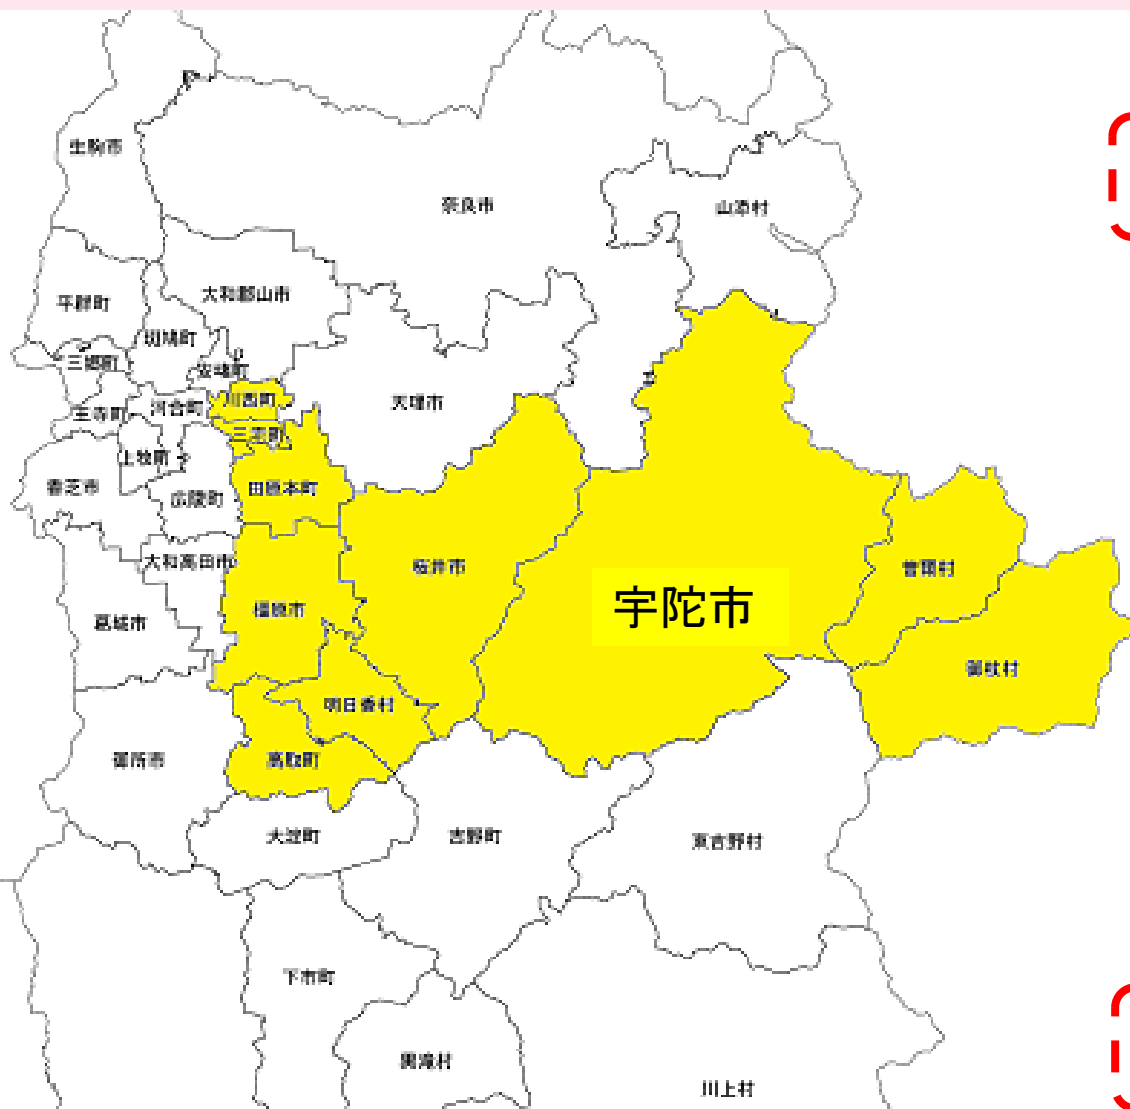 生駒市
奈良市
山添村
平群町
大和郡山市
斑鳩町
三郷町
安堵町
川西町
天理市
王寺町
河合町
三宅町
上牧町
香芝市
広陵町
田原本町
大和高田市
桜井市
曽爾村
葛城市
橿原市
宇陀市
御杖村
明日香村
御所市
高取町
大淀町
吉野町
東吉野村
下市町
黒滝村
川上村